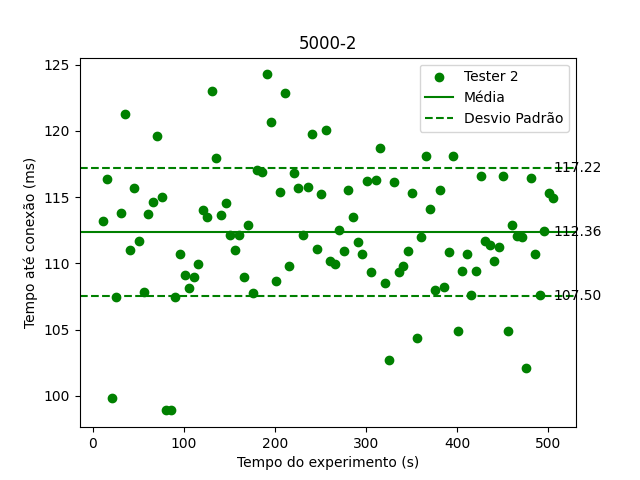 5000-2
Tempo até conexão (ms)
125
120
115
110
105
100
Tester 2
Média
Desvio Padrão
117.22
112.36
107.50
0 100 200 300 400 500
Tempo do experimento (s)